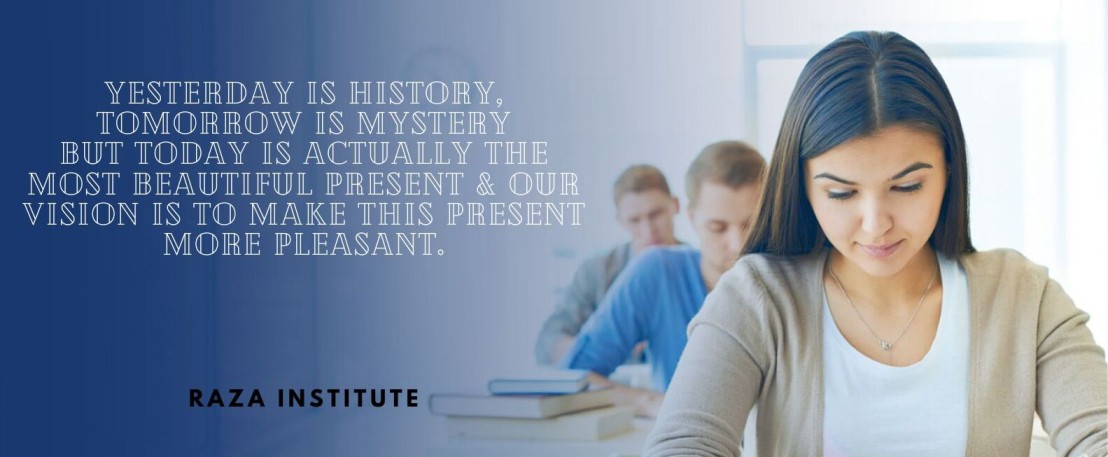 YESTERDAY IS HISTORY,
TOMORROW IS MYSTERY
BUT TODAY IS ACTUALLY THE
MOST BEAUTIFUL PRESENT & OUR
VISION IS TO MAKE THIS PRESENT
MORE PLEASANT.
RAZA INSTITUTE